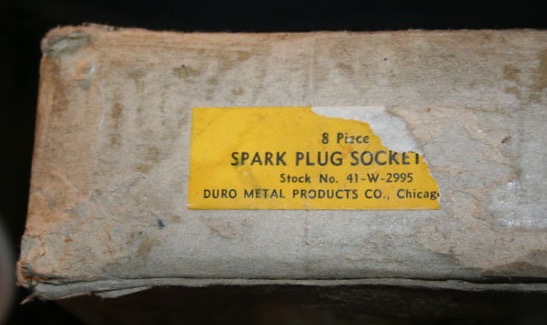 8 Piece
SPARK PLUG SOCKET
Stock No. 41-W-2995
DURO METAL PRODUCTS CO., Chicag